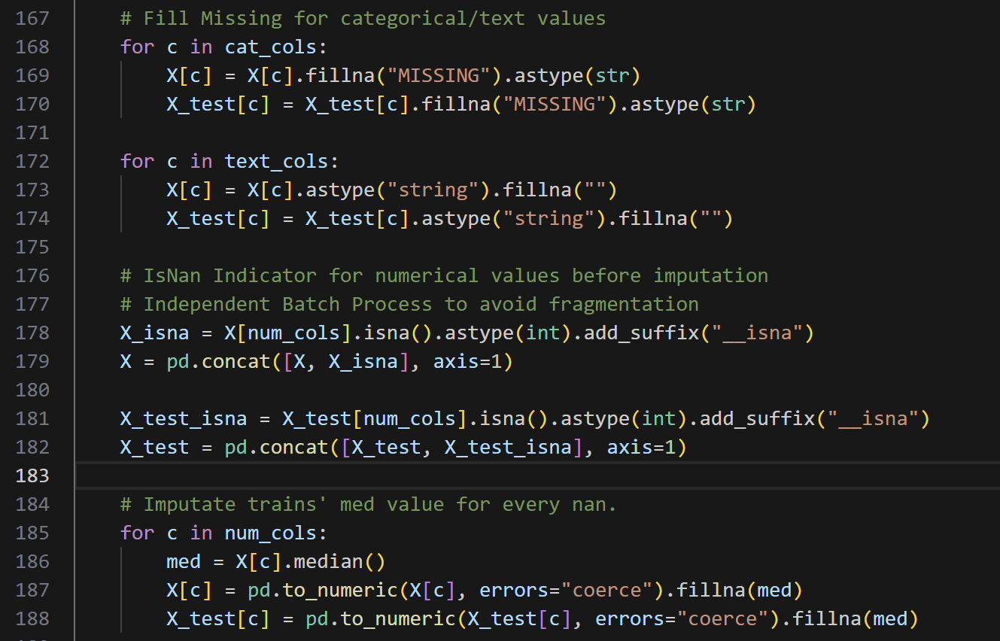 167 # Fill Missing for categorical/text values
168 for c in cat_cols:
169     X[c] = X[c].fillna("MISSING").astype(str)
170     X_test[c] = X_test[c].fillna("MISSING").astype(str)
171
172 for c in text_cols:
173     X[c] = X[c].astype("string").fillna("")
174     X_test[c] = X_test[c].astype("string").fillna("")
175
176 # IsNan Indicator for numerical values before imputation
177 # Independent Batch Process to avoid fragmentation
178 X_isna = X[num_cols].isna().astype(int).add_suffix("__isna")
179 X = pd.concat([X, X_isna], axis=1)
180
181 X_test_isna = X_test[num_cols].isna().astype(int).add_suffix("__isna")
182 X_test = pd.concat([X_test, X_test_isna], axis=1)
183
184 # Imputate trains' med value for every nan.
185 for c in num_cols:
186     med = X[c].median()
187     X[c] = pd.to_numeric(X[c], errors="coerce").fillna(med)
188     X_test[c] = pd.to_numeric(X_test[c], errors="coerce").fillna(med)